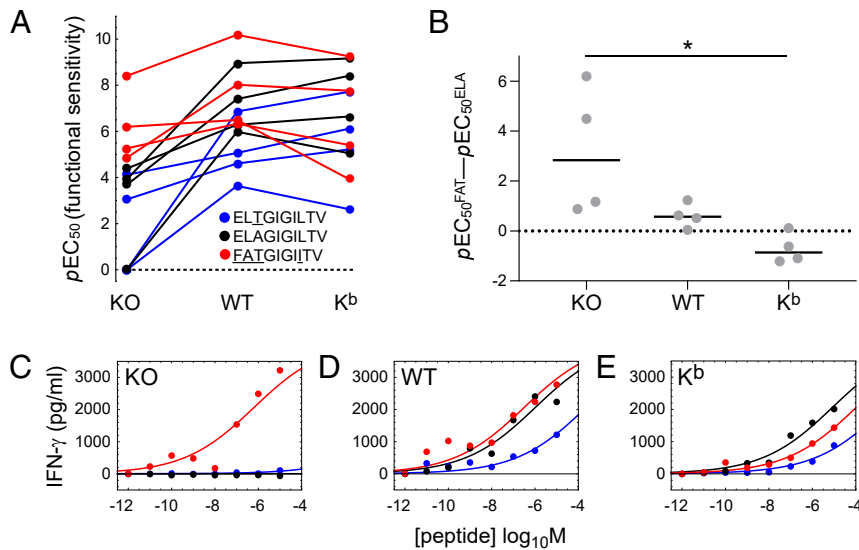 A
pEC50 (functional sensitivity)
10
8
6
4
2
0
ELTGIGILTV
ELAGIGILTV
FATGIGIITV
KO WT Kb
B
pEC50FAT—pEC50ELA
*
6
4
2
0
-2
KO WT Kb
C
KO
IFN-γ (pg/ml)
3000
2000
1000
0
-12 -10 -8 -6 -4
D
WT
3000
2000
1000
0
-12 -10 -8 -6 -4
E
Kb
3000
2000
1000
0
-12 -10 -8 -6 -4
[peptide] log10M